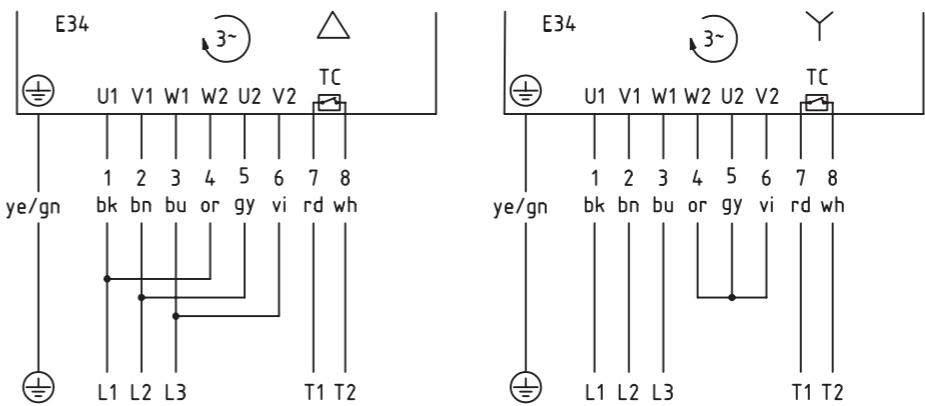 E34 3~
TC
U1 V1 W1 W2 U2 V2
1 2 3 4 5 6 7 8
ye/gn bk bn bu or gy vi rd wh
L1 L2 L3 T1 T2
E34 3~
TC
U1 V1 W1 W2 U2 V2
1 2 3 4 5 6 7 8
ye/gn bk bn bu or gy vi rd wh
L1 L2 L3 T1 T2